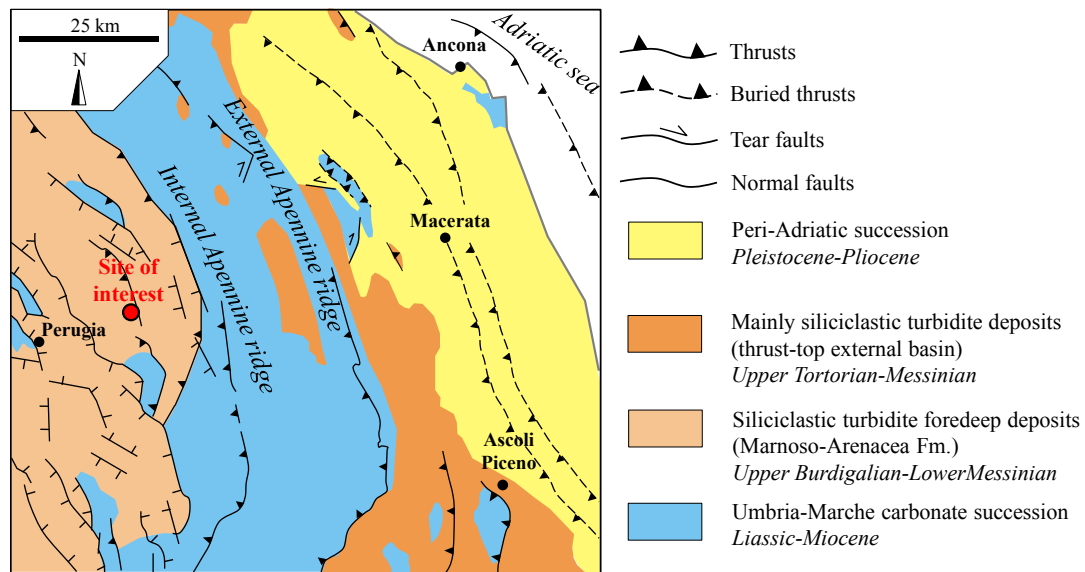 25 km
N
Ancona
Adriatic sea
External Apennine ridge
Internal Apennine ridge
Macerata
Site of
interest
Perugia
Ascoli
Piceno
Thrusts
Buried thrusts
Tear faults
Normal faults
Peri-Adriatic succession
Pleistocene-Pliocene
Mainly siliciclastic turbidite deposits
(thrust-top external basin)
Upper Tortorian-Messinian
Siliciclastic turbidite foredeep deposits
(Marnoso-Arenacea Fm.)
Upper Burdigalian-LowerMessinian
Umbria-Marche carbonate succession
Liassic-Miocene